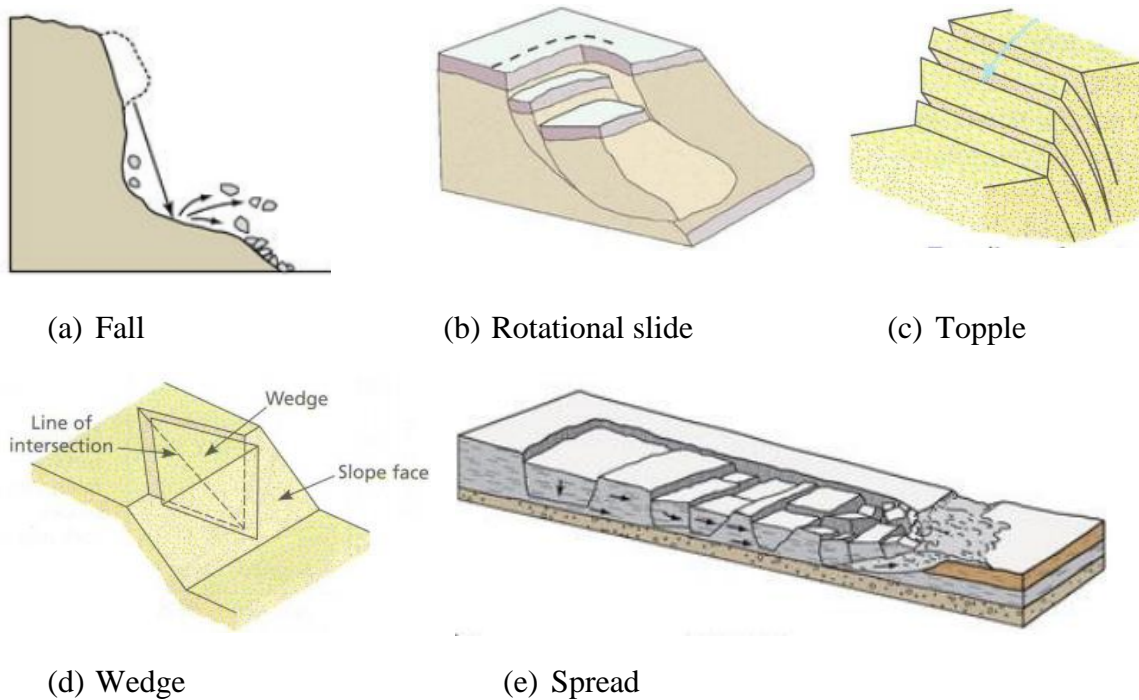 (a) Fall
(b) Rotational slide
(c) Topple
Line of
intersection
Wedge
Slope face
(d) Wedge
(e) Spread